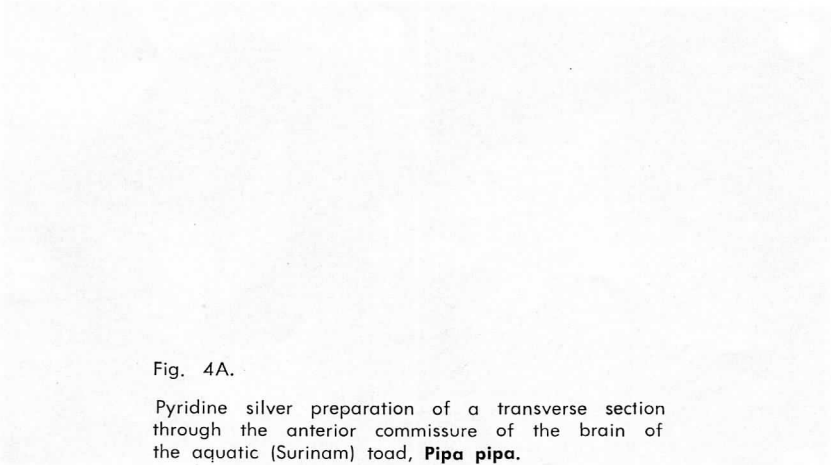 Fig. 4A.
Pyridine silver preparation of a transverse section
through the anterior commissure of the brain of
the aquatic (Surinam) toad, Pipa pipa.